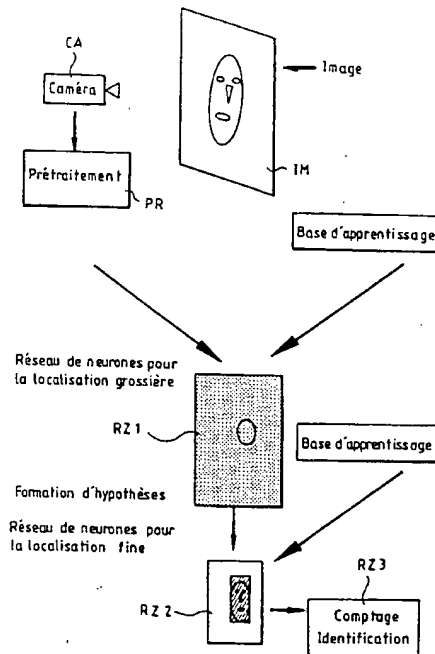 CA
Caméra
Image
IM
Prétraitement
PR
Base d'apprentissage
Réseau de neurones pour
la localisation grossière
RZ1
Base d'apprentissage
Formation d'hypothèses
Réseau de neurones pour
la localisation fine
RZ2
RZ3
Comptage
Identification